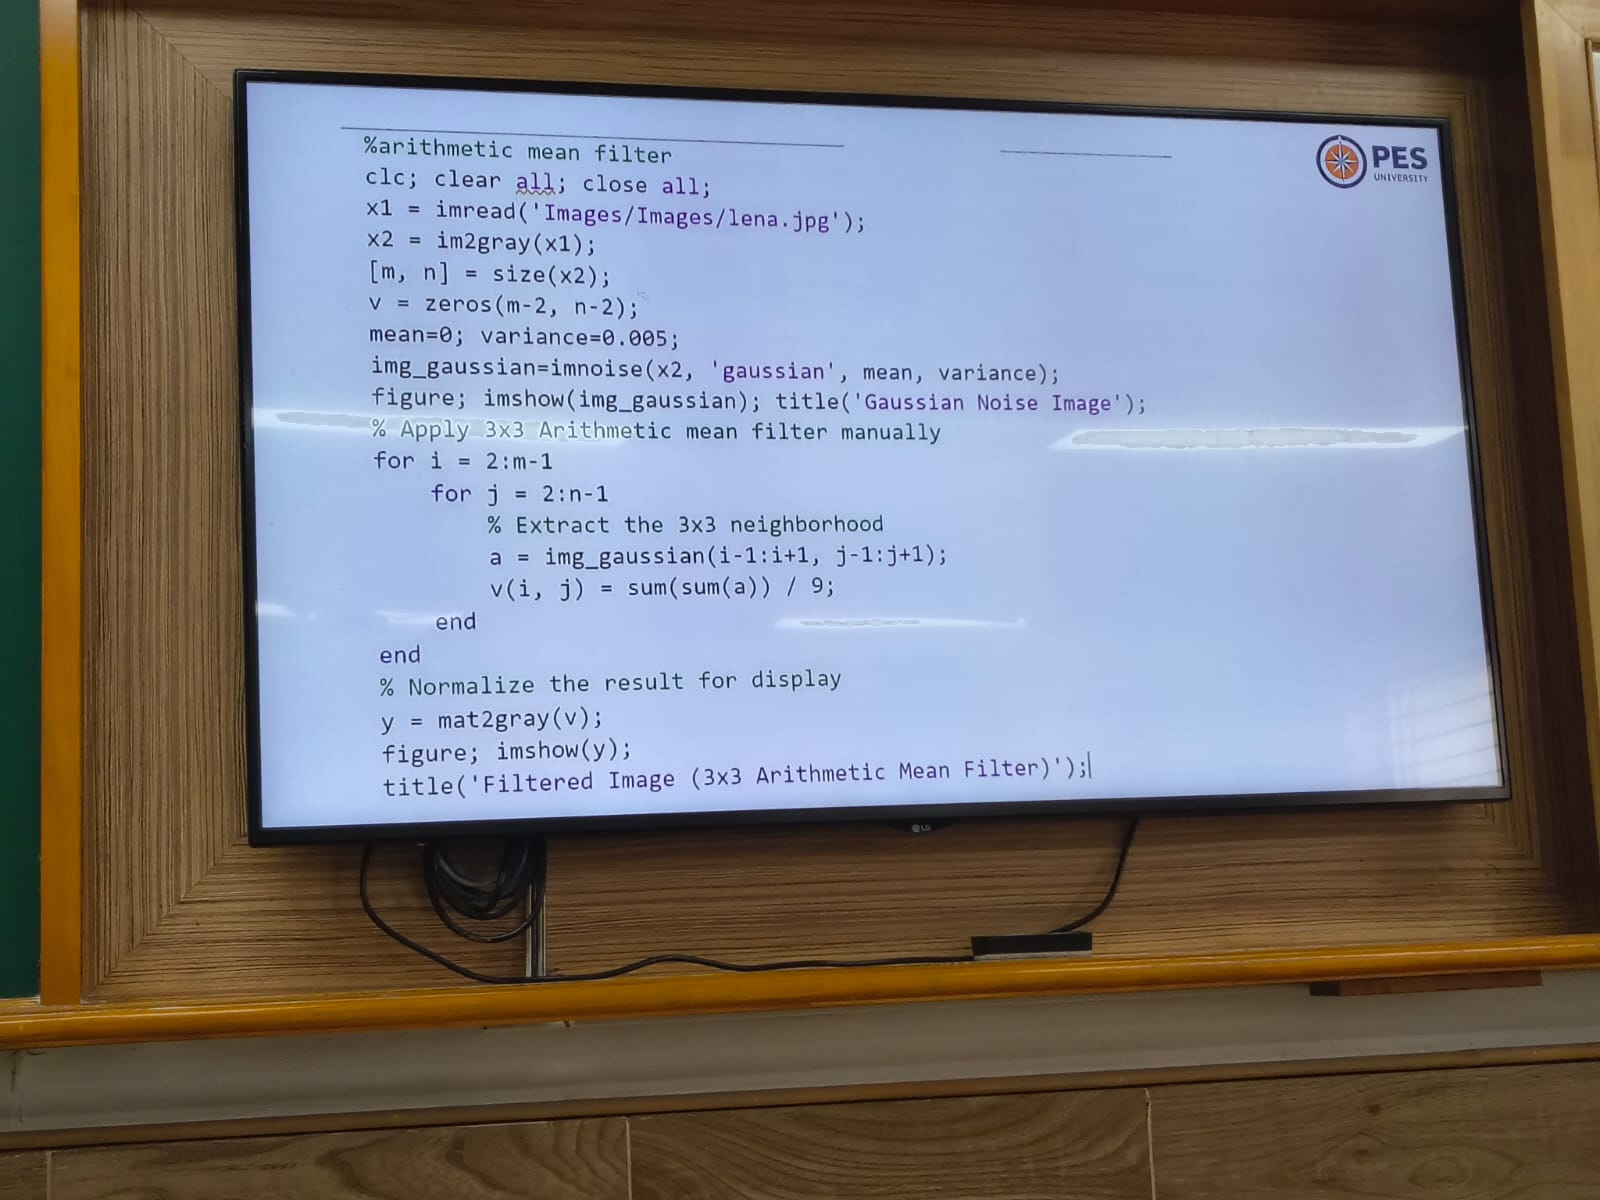 %arithmetic mean filter
clc; clear all; close all;
x1 = imread('Images/Images/lena.jpg');
x2 = im2gray(x1);
[m, n] = size(x2);
v = zeros(m-2, n-2);
mean=0; variance=0.005;
img_gaussian=imnoise(x2, 'gaussian', mean, variance);
figure; imshow(img_gaussian); title('Gaussian Noise Image');
% Apply 3x3 Arithmetic mean filter manually
for i = 2:m-1
    for j = 2:n-1
        % Extract the 3x3 neighborhood
        a = img_gaussian(i-1:i+1, j-1:j+1);
        v(i, j) = sum(sum(a)) / 9;
    end
end
% Normalize the result for display
y = mat2gray(v);
figure; imshow(y);
title('Filtered Image (3x3 Arithmetic Mean Filter)');
PES
UNIVERSITY
LG